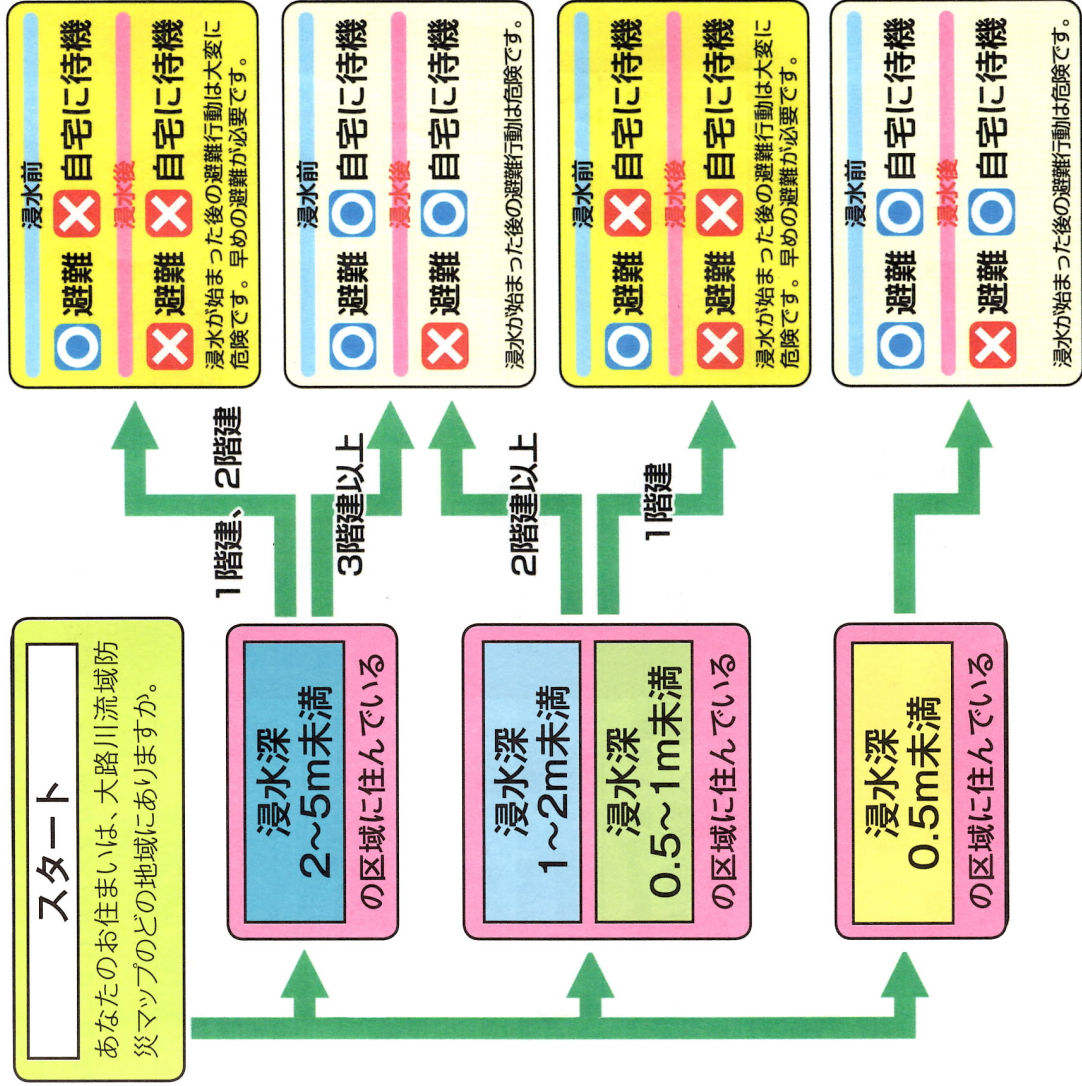 スタート
あなたのお住まいは、大路川流域防
災マップのどの地域にありますか。
浸水深
2～5m未満
の区域に住んでいる
1階建、2階建
3階建以上
浸水深
1～2m未満
浸水深
0.5～1m未満
の区域に住んでいる
2階建以上
1階建
浸水深
0.5m未満
の区域に住んでいる
浸水前
避難 自宅に待機
浸水後
避難 自宅に待機
浸水が始まった後の避難行動は大変に
危険です。早めの避難が必要です。
浸水前
避難 自宅に待機
浸水後
避難 自宅に待機
浸水が始まった後の避難行動は危険です。
浸水前
避難 自宅に待機
浸水後
避難 自宅に待機
浸水が始まった後の避難行動は大変に
危険です。早めの避難が必要です。
浸水前
避難 自宅に待機
浸水後
避難 自宅に待機
浸水が始まった後の避難行動は危険です。